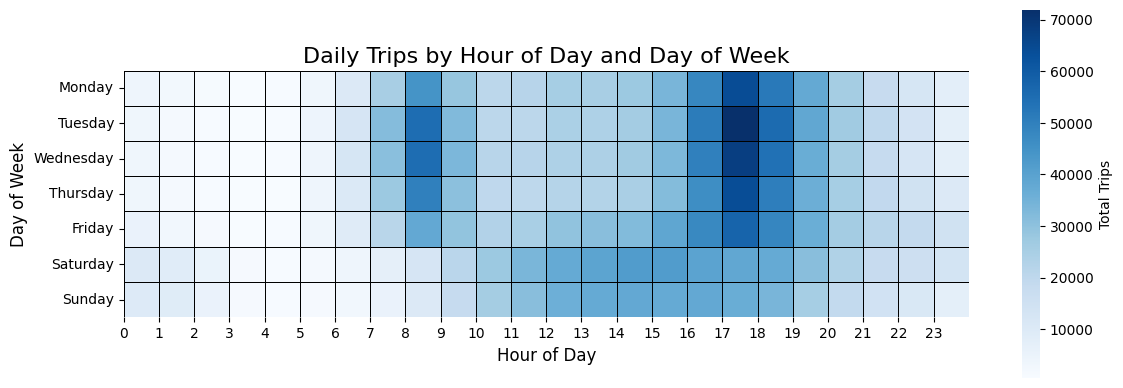 Daily Trips by Hour of Day and Day of Week
Day of Week
Monday
Tuesday
Wednesday
Thursday
Friday
Saturday
Sunday
0 1 2 3 4 5 6 7 8 9 10 11 12 13 14 15 16 17 18 19 20 21 22 23
Hour of Day
70000
60000
50000
40000
30000
20000
10000
Total Trips